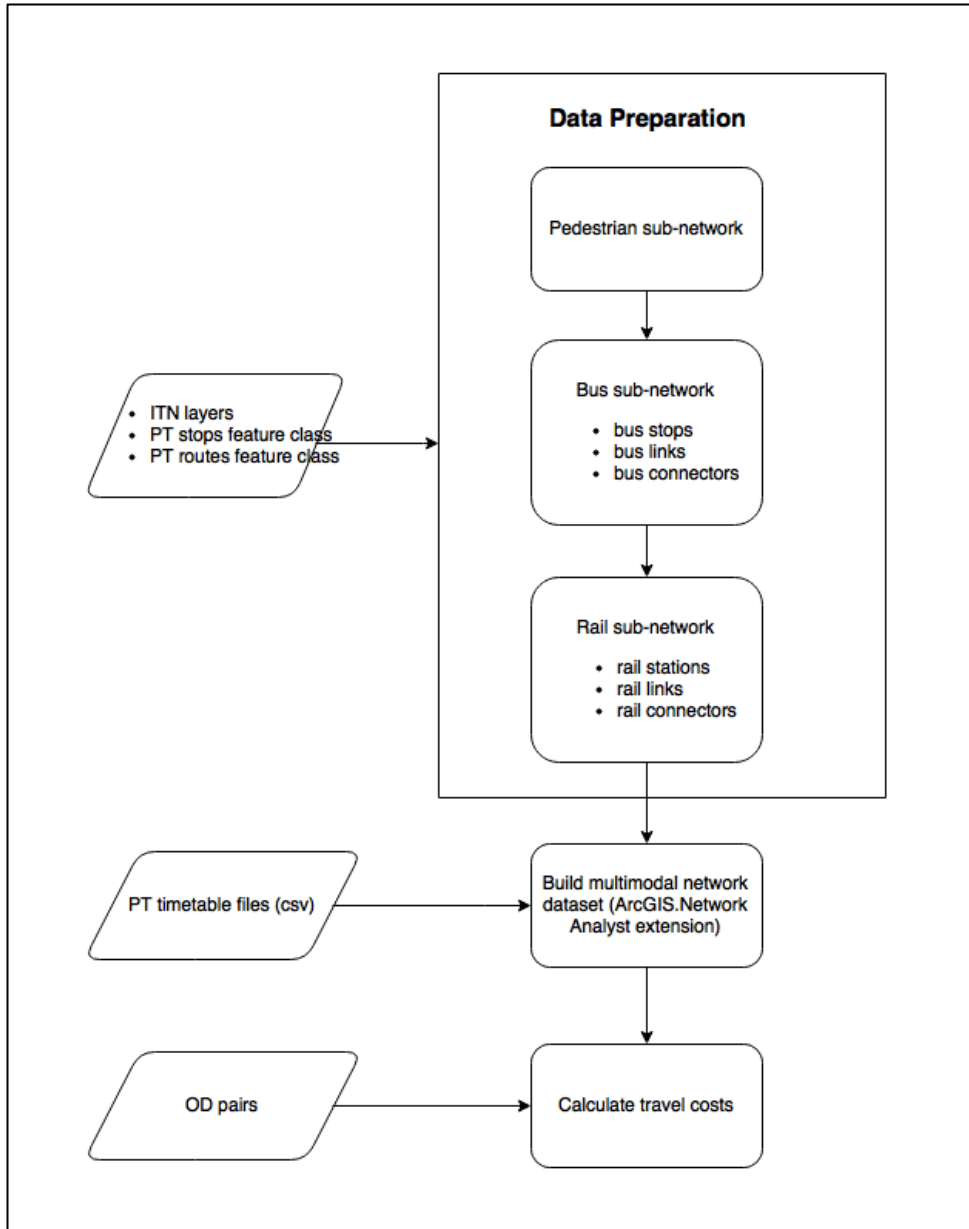 Data Preparation
Pedestrian sub-network
• ITN layers
• PT stops feature class
• PT routes feature class
Bus sub-network
• bus stops
• bus links
• bus connectors
Rail sub-network
• rail stations
• rail links
• rail connectors
PT timetable files (csv)
Build multimodal network
dataset (ArcGIS.Network
Analyst extension)
OD pairs
Calculate travel costs